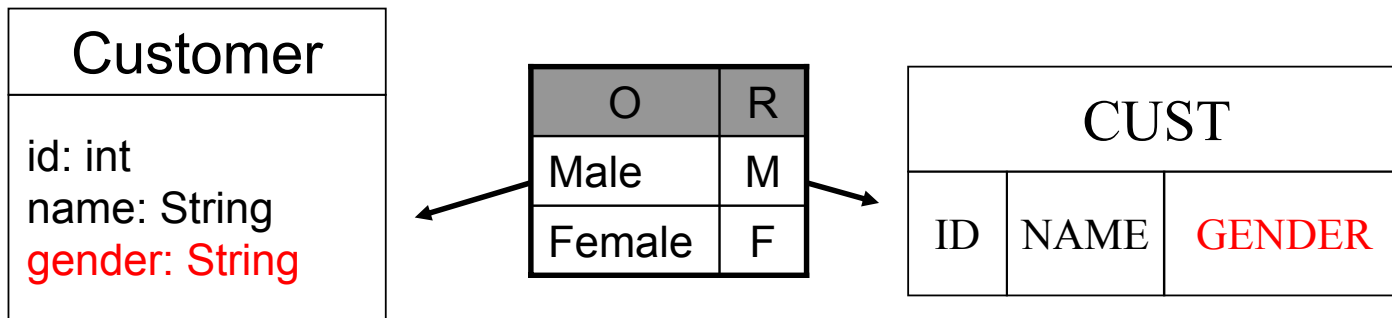 Customer
id: int
name: String
gender: String
O R
Male M
Female F
CUST
ID NAME GENDER